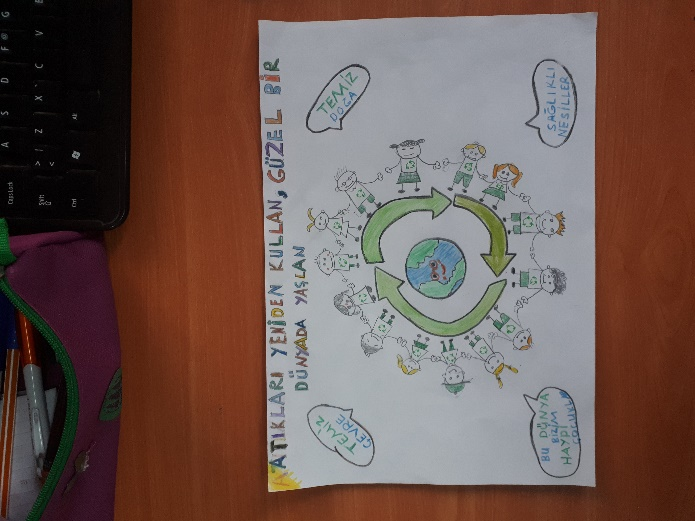 ATIKLARI YENİDEN KULLAN, GÜZEL BİR
DÜNYADA YAŞLAN
TEMİZ
DOĞA
SAĞLIKLI
NESİLLER
TEMİZ
ÇEVRE
BU DÜNYA
BİZİM
HAYDİ